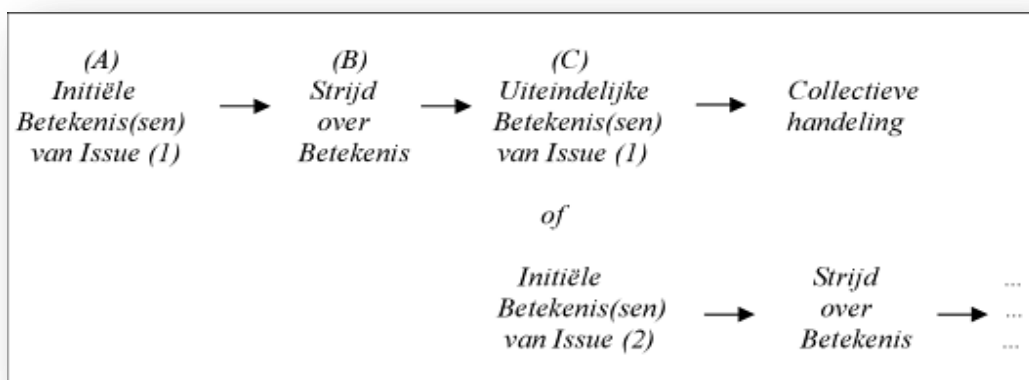 (A)
Initiële
Betekenis(sen)
van Issue (1)
(B)
Strijd
over
Betekenis
(C)
Uiteindelijke
Betekenis(sen)
van Issue (1)
Collectieve
handeling
of
Initiële
Betekenis(sen)
van Issue (2)
Strijd
over
Betekenis
...
...
...